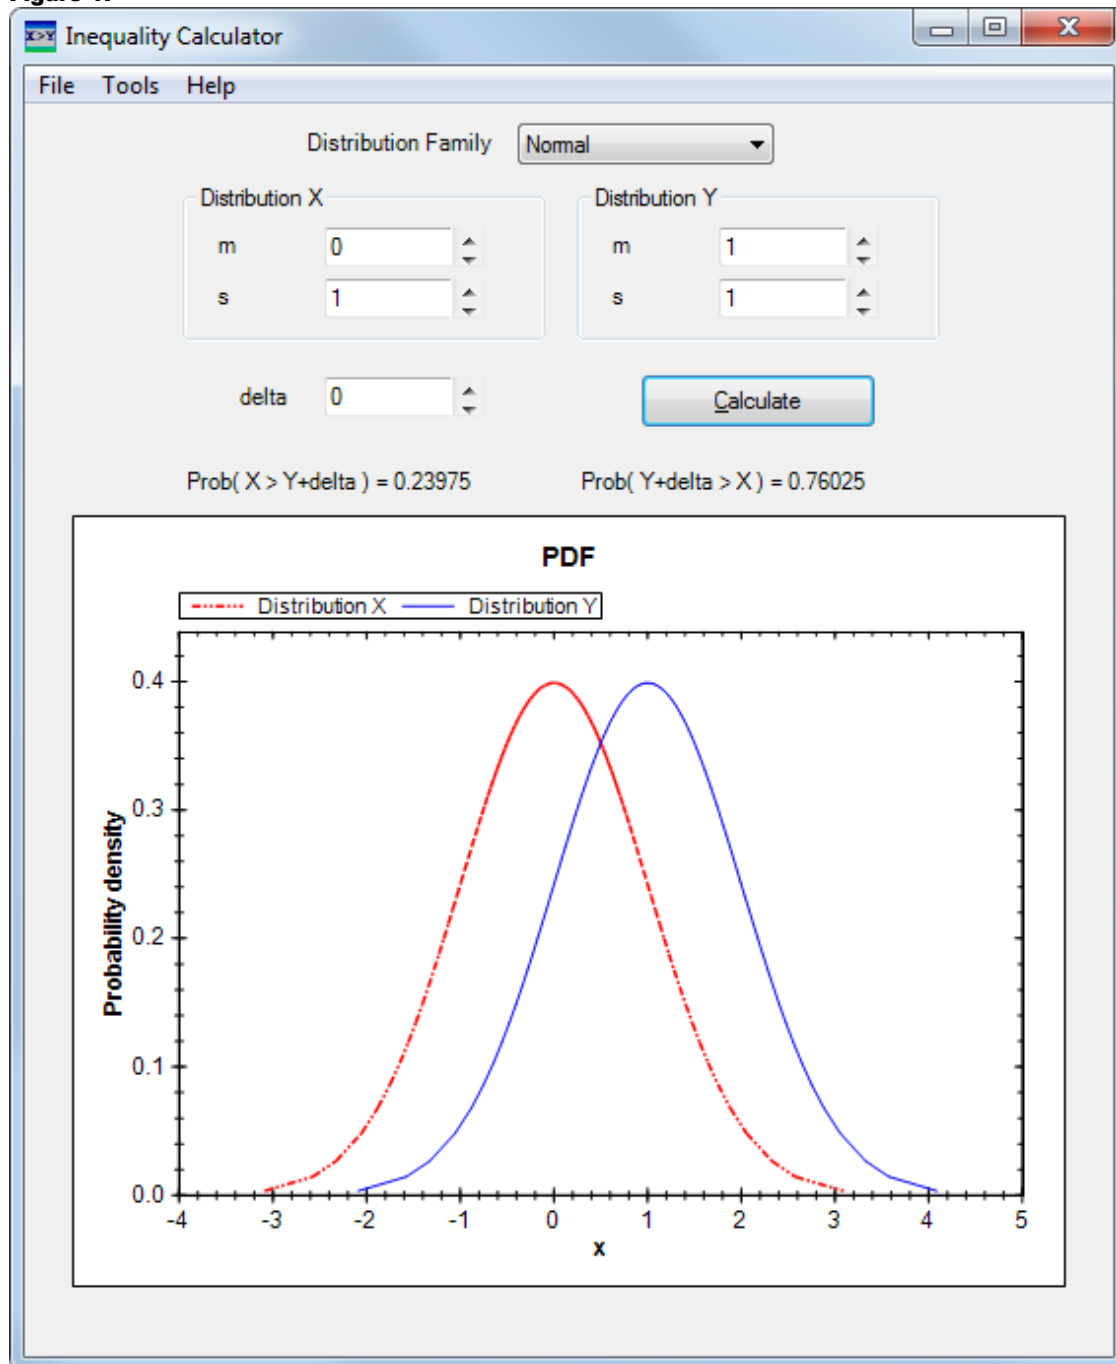 X>Y Inequality Calculator
File Tools Help
Distribution Family Normal
Distribution X
Distribution Y
m 0
m 1
s 1
s 1
delta 0
Calculate
Prob( X > Y+delta ) = 0.23975
Prob( Y+delta > X ) = 0.76025
PDF
Distribution X Distribution Y
Probability density
0.4
0.3
0.2
0.1
0.0
-4 -3 -2 -1 0 1 2 3 4 5
x